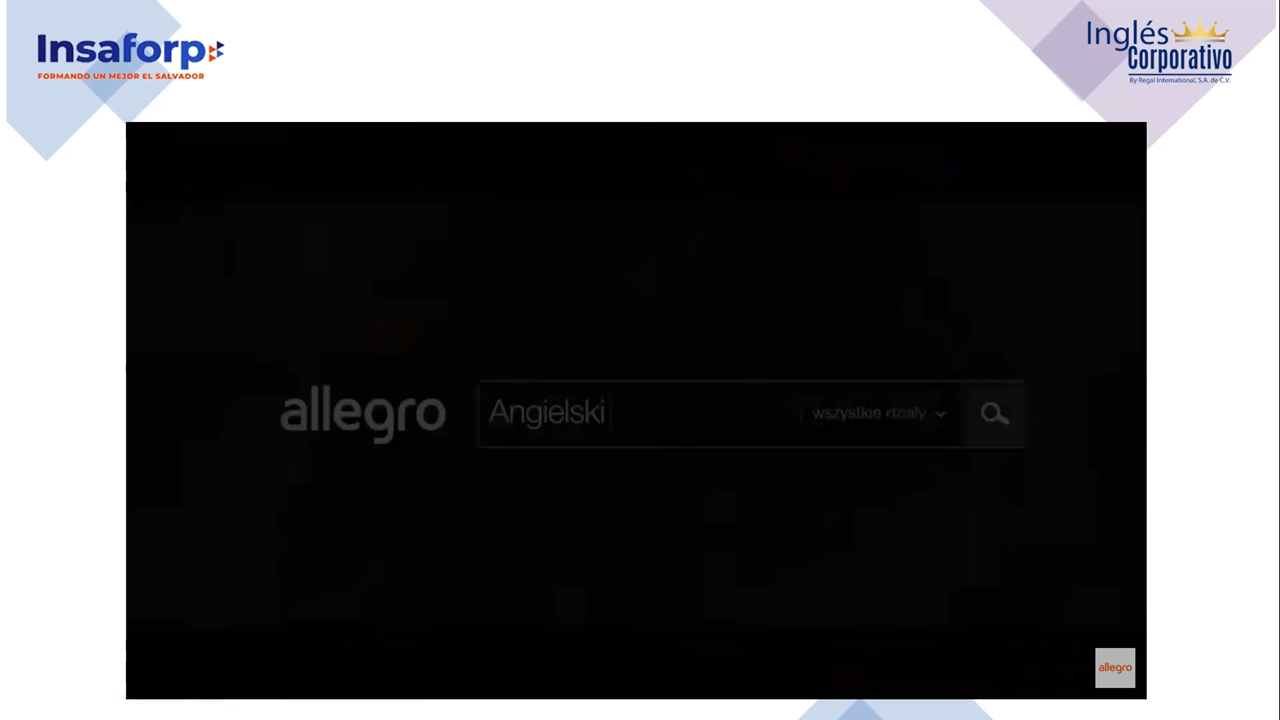 Insaforp
FORMANDO UN MEJOR EL SALVADOR
Inglés
Corporativo
By Regal International, S.A. de C.V.
allegro
Angielski
wszystkie działy
allegro